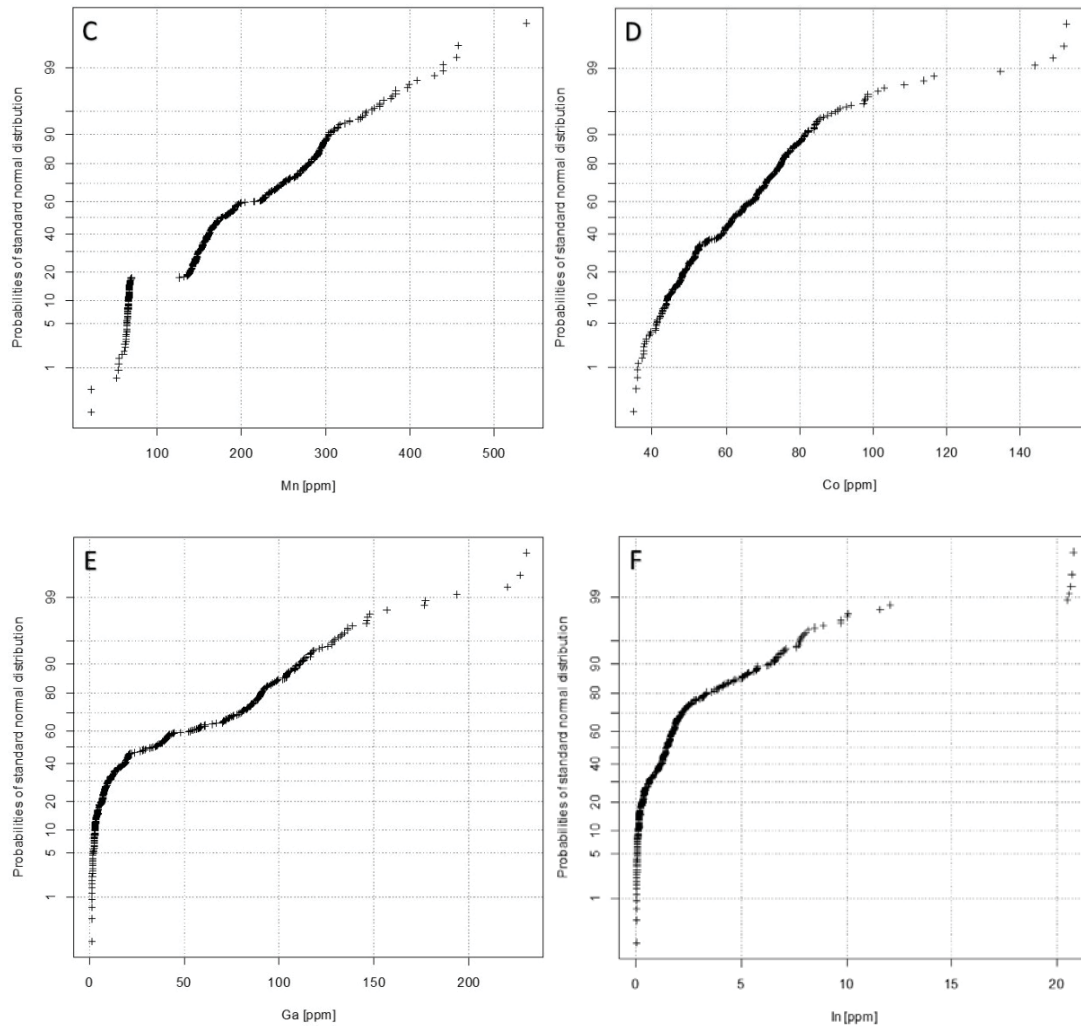 C
Probabilities of standard normal distribution
99
90
80
60
40
20
10
5
1
100 200 300 400 500
Mn [ppm]
D
Probabilities of standard normal distribution
99
90
80
60
40
20
10
5
1
40 60 80 100 120 140
Co [ppm]
E
Probabilities of standard normal distribution
99
90
80
60
40
20
10
5
1
0 50 100 150 200
Ga [ppm]
F
Probabilities of standard normal distribution
99
90
80
60
40
20
10
5
1
0 5 10 15 20
In [ppm]